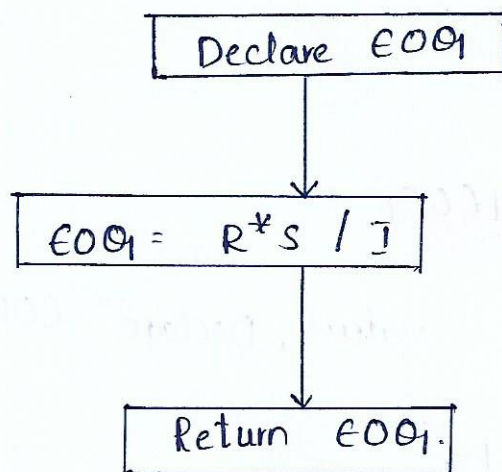 Declare EOQ
EOQ = R*S / I
Return EOQ.